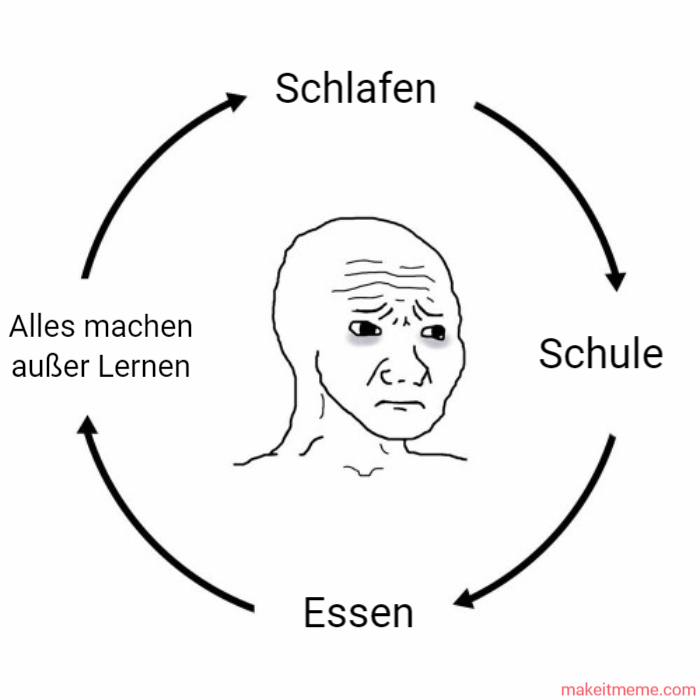 Schlafen
Schule
Essen
Alles machen
außer Lernen
makeitmeme.com